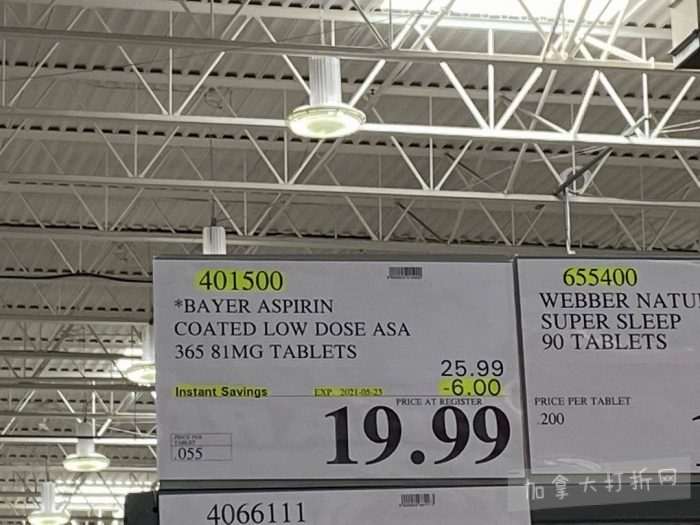 401500
*BAYER ASPIRIN
COATED LOW DOSE ASA
365 81MG TABLETS
25.99
Instant Savings EXP. 2021-05-23 -6.00
PRICE AT REGISTER
19.99
PRICE PER
TABLET
.055
655400
WEBBER NATU
SUPER SLEEP
90 TABLETS
PRICE PER TABLET
.200
4066111
加拿大打折网